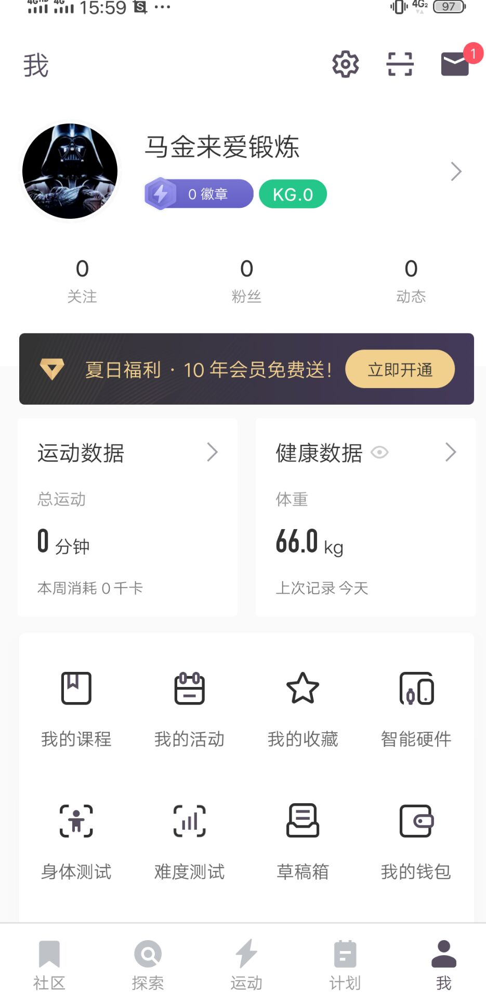 4G HD 4G 15:59 ··· 4G2 97
我
1
马金来爱锻炼
0 徽章 KG.0
0 0 0
关注 粉丝 动态
夏日福利 · 10 年会员免费送! 立即开通
运动数据 健康数据
总运动 体重
0 分钟 66.0 kg
本周消耗 0 千卡 上次记录 今天
我的课程 我的活动 我的收藏 智能硬件
身体测试 难度测试 草稿箱 我的钱包
社区 探索 运动 计划 我